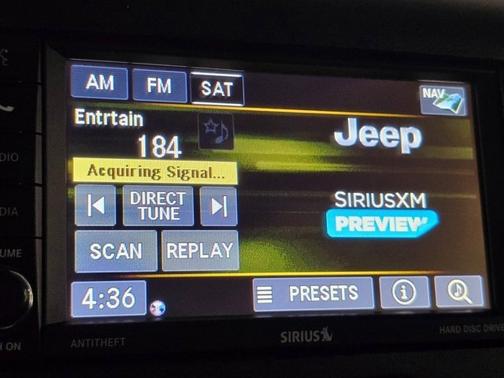 AM FM SAT
NAV
Entrtain
184
Jeep
Acquiring Signal...
DIRECT
TUNE
SIRIUSXM
PREVIEW
SCAN REPLAY
4:36 PRESETS
ANTITHEFT SIRIUS HARD DISC DRIVE